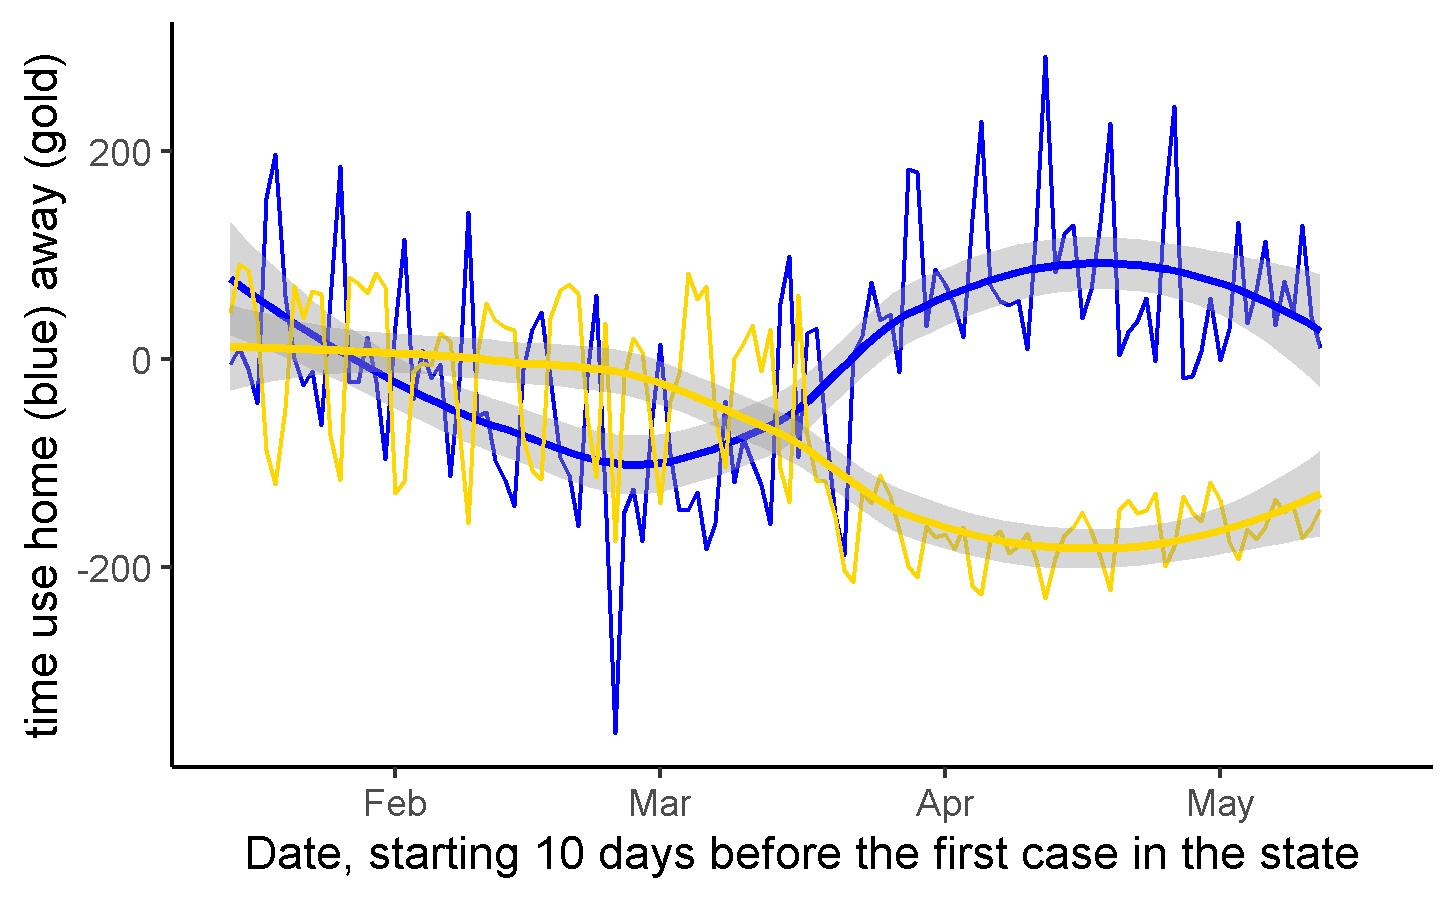 time use home (blue) away (gold)
200
0
-200
Feb Mar Apr May
Date, starting 10 days before the first case in the state